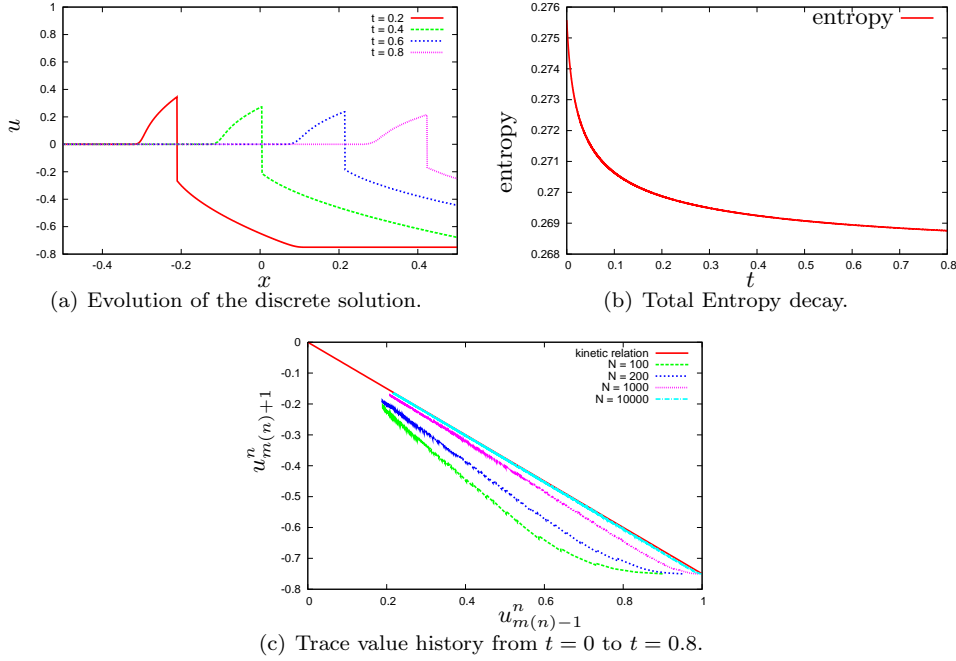 1
0.8
0.6
0.4
0.2
0
-0.2
-0.4
-0.6
-0.8
u
t = 0.2
t = 0.4
t = 0.6
t = 0.8
-0.4 -0.2 0 0.2 0.4
x
(a) Evolution of the discrete solution.
0.276
0.275
0.274
0.273
0.272
0.271
0.27
0.269
0.268
entropy
entropy
0 0.1 0.2 0.3 0.4 0.5 0.6 0.7 0.8
t
(b) Total Entropy decay.
0
-0.1
-0.2
-0.3
-0.4
-0.5
-0.6
-0.7
-0.8
u^n_{m(n)+1}
kinetic relation
N = 100
N = 200
N = 1000
N = 10000
0 0.2 0.4 0.6 0.8 1
u^n_{m(n)-1}
(c) Trace value history from t = 0 to t = 0.8.